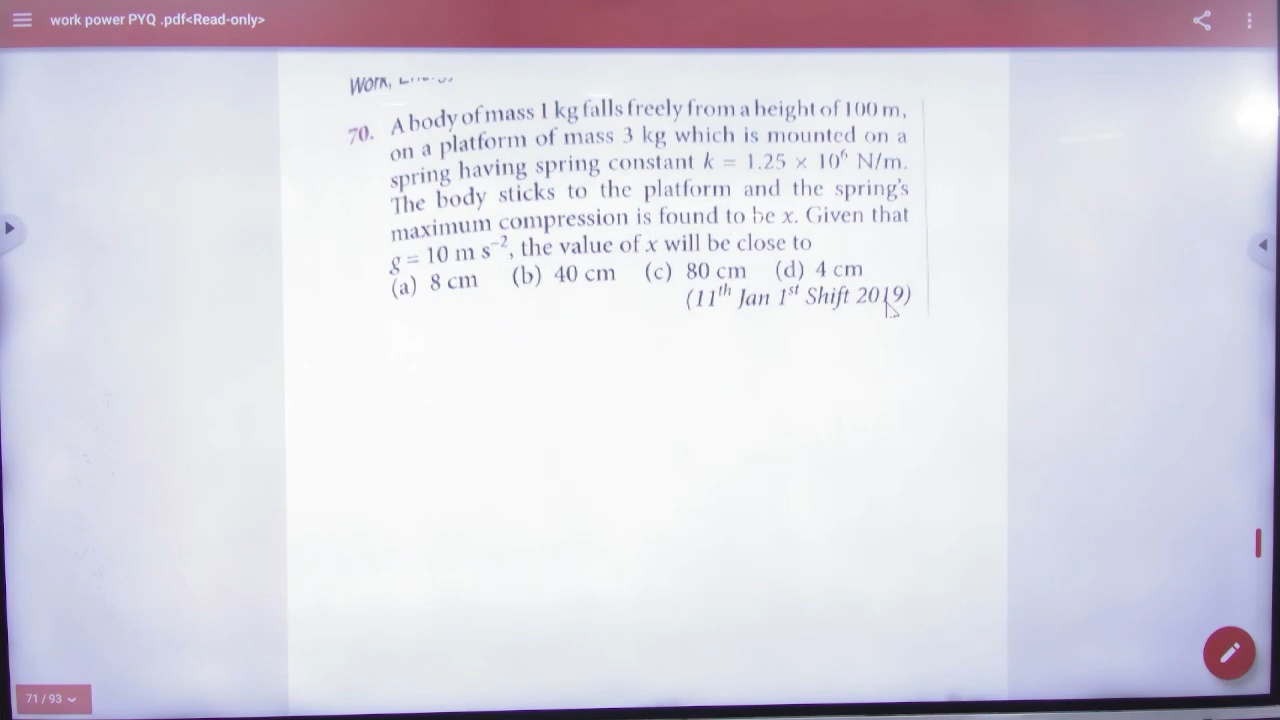 work power PYQ .pdf<Read-only>
Work,
70. A body of mass 1 kg falls freely from a height of 100 m,
on a platform of mass 3 kg which is mounted on a
spring having spring constant k = 1.25 × 10⁶ N/m.
The body sticks to the platform and the spring's
maximum compression is found to be x. Given that
g = 10 m s⁻², the value of x will be close to
(a) 8 cm (b) 40 cm (c) 80 cm (d) 4 cm
(11th Jan 1st Shift 2019)
71 / 93